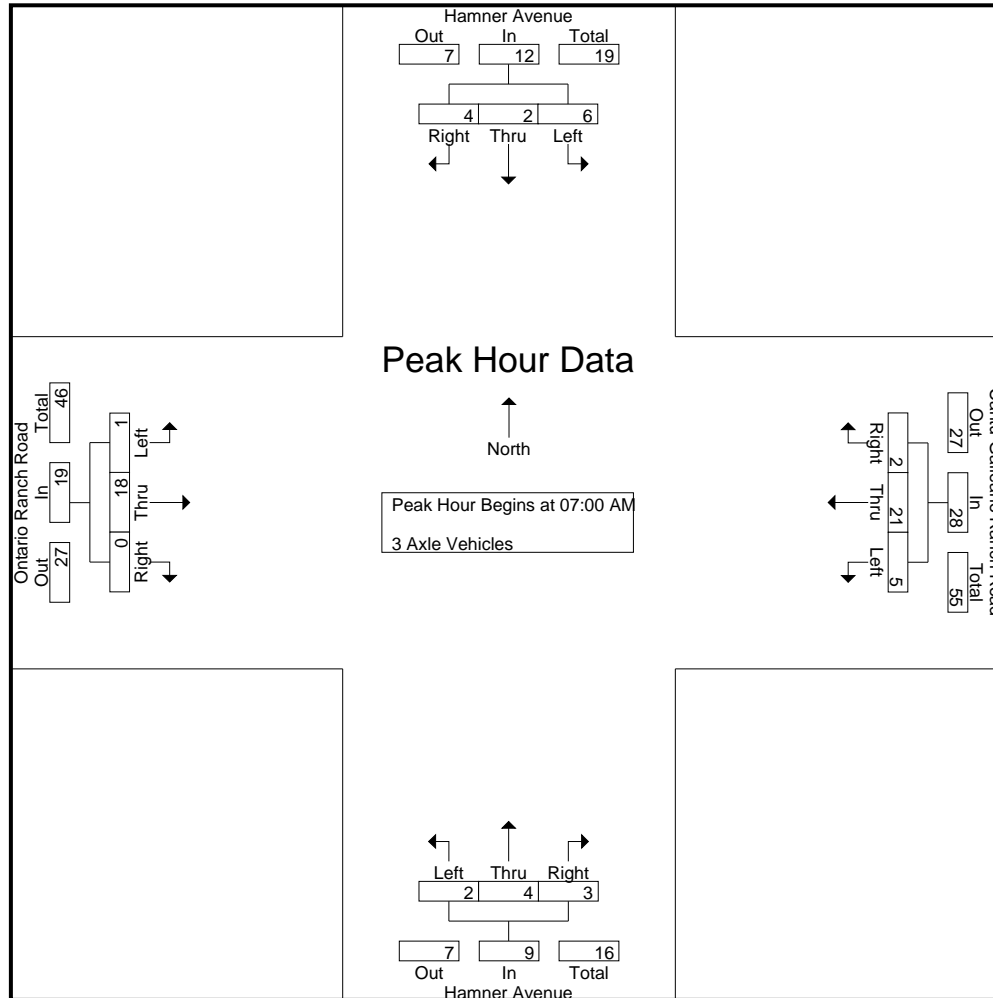 Hamner Avenue
Out In Total
7 12 19
4 2 6
Right Thru Left
Peak Hour Data
North
Peak Hour Begins at 07:00 AM
3 Axle Vehicles
Ontario Ranch Road
Total In Out
46 19 27
1 18 0
Left Thru Right
Right Thru Left
2 21 5
Out In Total
27 28 55
Ranch Road
Left Thru Right
2 4 3
7 9 16
Out In Total
Hamner Avenue